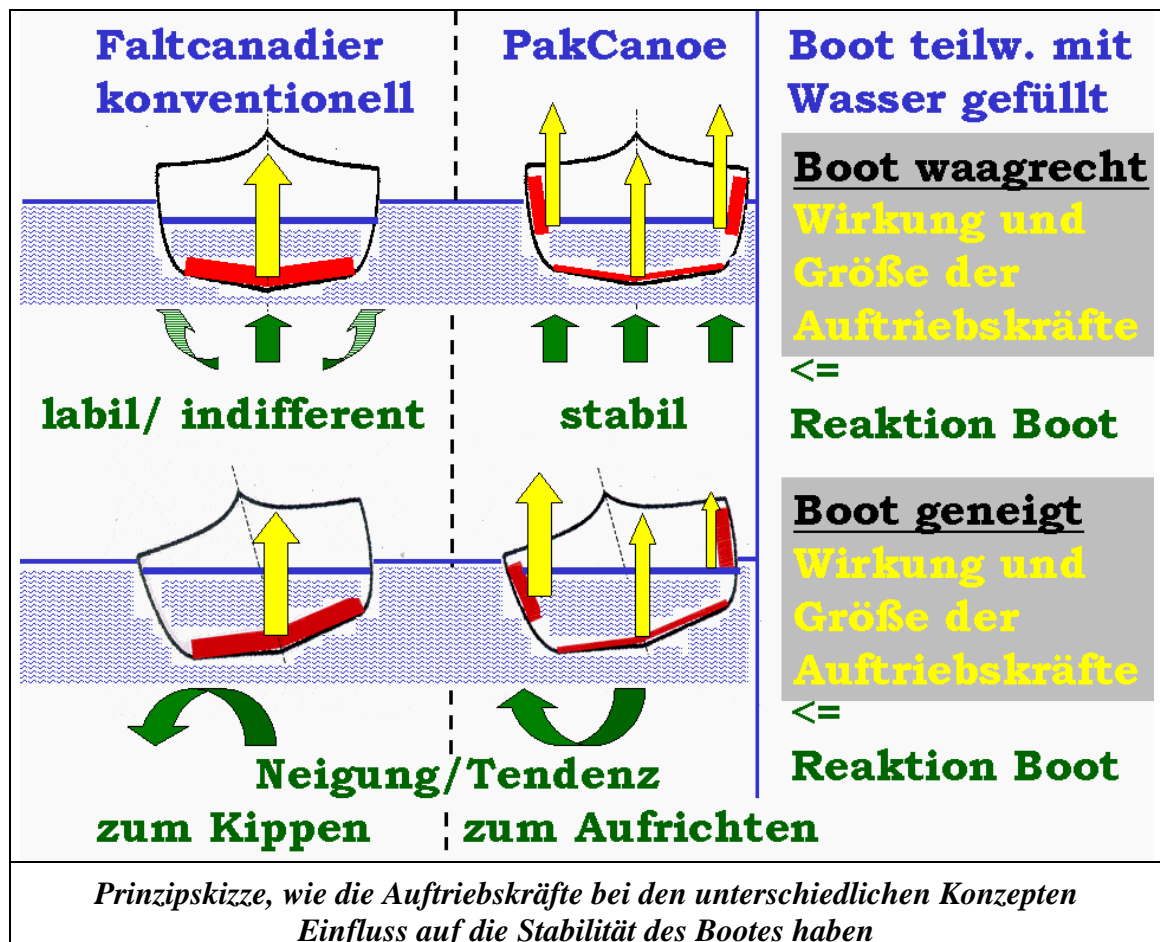 Faltcanadier
konventionell
PakCanoe
Boot teilw. mit
Wasser gefüllt
Boot waagrecht
Wirkung und
Größe der
Auftriebskräfte
<=
Reaktion Boot
labil/ indifferent
stabil
Boot geneigt
Wirkung und
Größe der
Auftriebskräfte
<=
Reaktion Boot
Neigung/Tendenz
zum Kippen
zum Aufrichten
Prinzipskizze, wie die Auftriebskräfte bei den unterschiedlichen Konzepten
Einfluss auf die Stabilität des Bootes haben